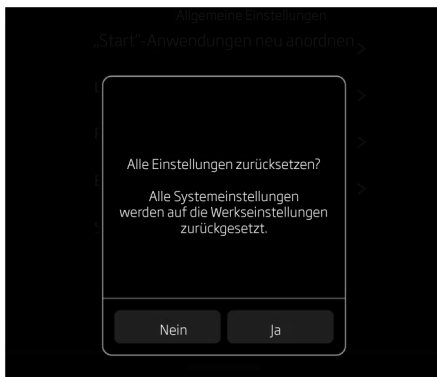 Allgemeine Einstellungen
„Start"-Anwendungen neu anordnen
Alle Einstellungen zurücksetzen?
Alle Systemeinstellungen
werden auf die Werkseinstellungen
zurückgesetzt.
Nein
Ja